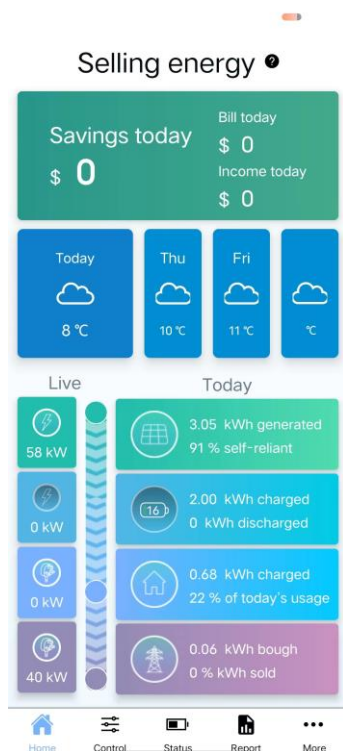 Selling energy ?
Savings today
$ 0
Bill today
$ 0
Income today
$ 0
Today
8 ℃
Thu
10 ℃
Fri
11 ℃
℃
Live
Today
58 kW
3.05 kWh generated
91 % self-reliant
0 kW
16
2.00 kWh charged
0 kWh discharged
0 kW
0.68 kWh charged
22 % of today's usage
40 kW
0.06 kWh bough
0 % kWh sold
Home
Control
Status
Report
More